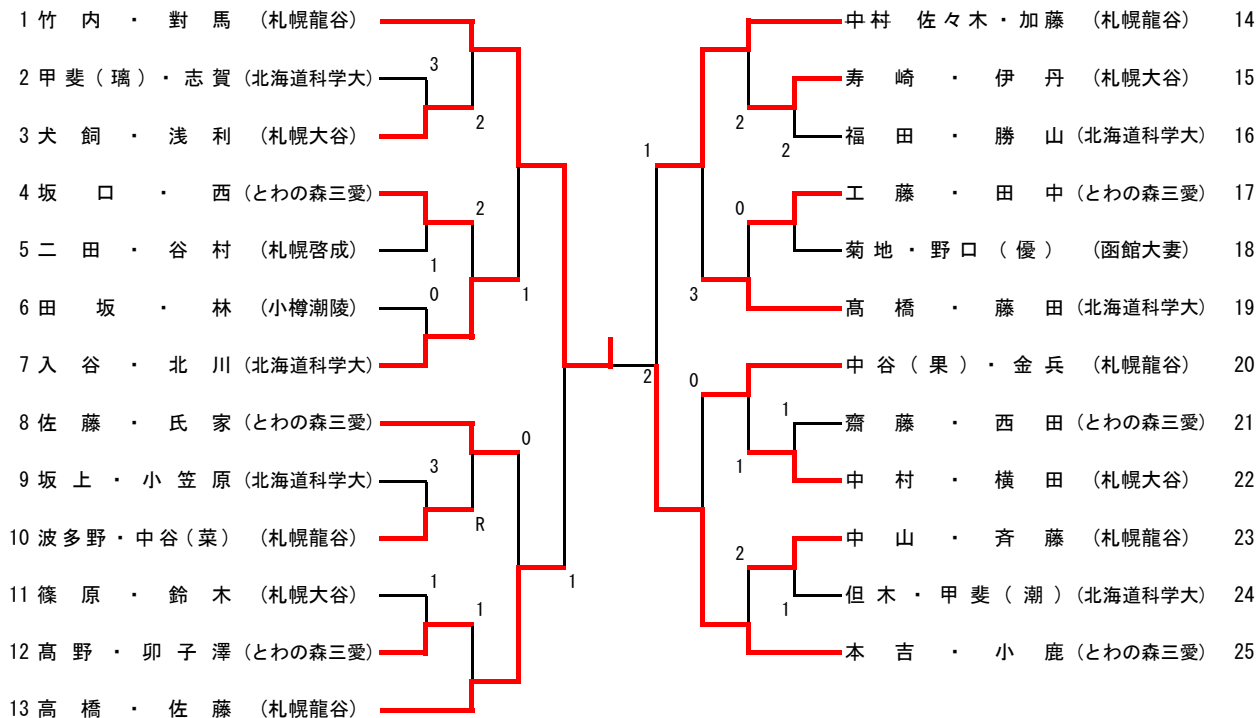 1 竹内・對馬 (札幌龍谷)
3
2 甲斐(璃)・志賀 (北海道科学大)
2
3 犬飼・浅利 (札幌大谷)
4 坂口・西 (とわの森三愛)
2
5 二田・谷村 (札幌啓成)
1
0
1
6 田坂・林 (小樽潮陵)
7 入谷・北川 (北海道科学大)
8 佐藤・氏家 (とわの森三愛)
0
3
9 坂上・小笠原 (北海道科学大)
R
10 波多野・中谷(菜) (札幌龍谷)
1
1
1
11 篠原・鈴木 (札幌大谷)
12 髙野・卯子澤 (とわの森三愛)
13 高橋・佐藤 (札幌龍谷)
2
中村 佐々木・加藤 (札幌龍谷) 14
寿崎・伊丹 (札幌大谷) 15
2
2
1
福田・勝山 (北海道科学大) 16
工藤・田中 (とわの森三愛) 17
0
菊地・野口(優) (函館大妻) 18
3
髙橋・藤田 (北海道科学大) 19
0
中谷(果)・金兵 (札幌龍谷) 20
1
齋藤・西田 (とわの森三愛) 21
1
中村・横田 (札幌大谷) 22
中山・斉藤 (札幌龍谷) 23
2
1
但木・甲斐(潮) (北海道科学大) 24
本吉・小鹿 (とわの森三愛) 25